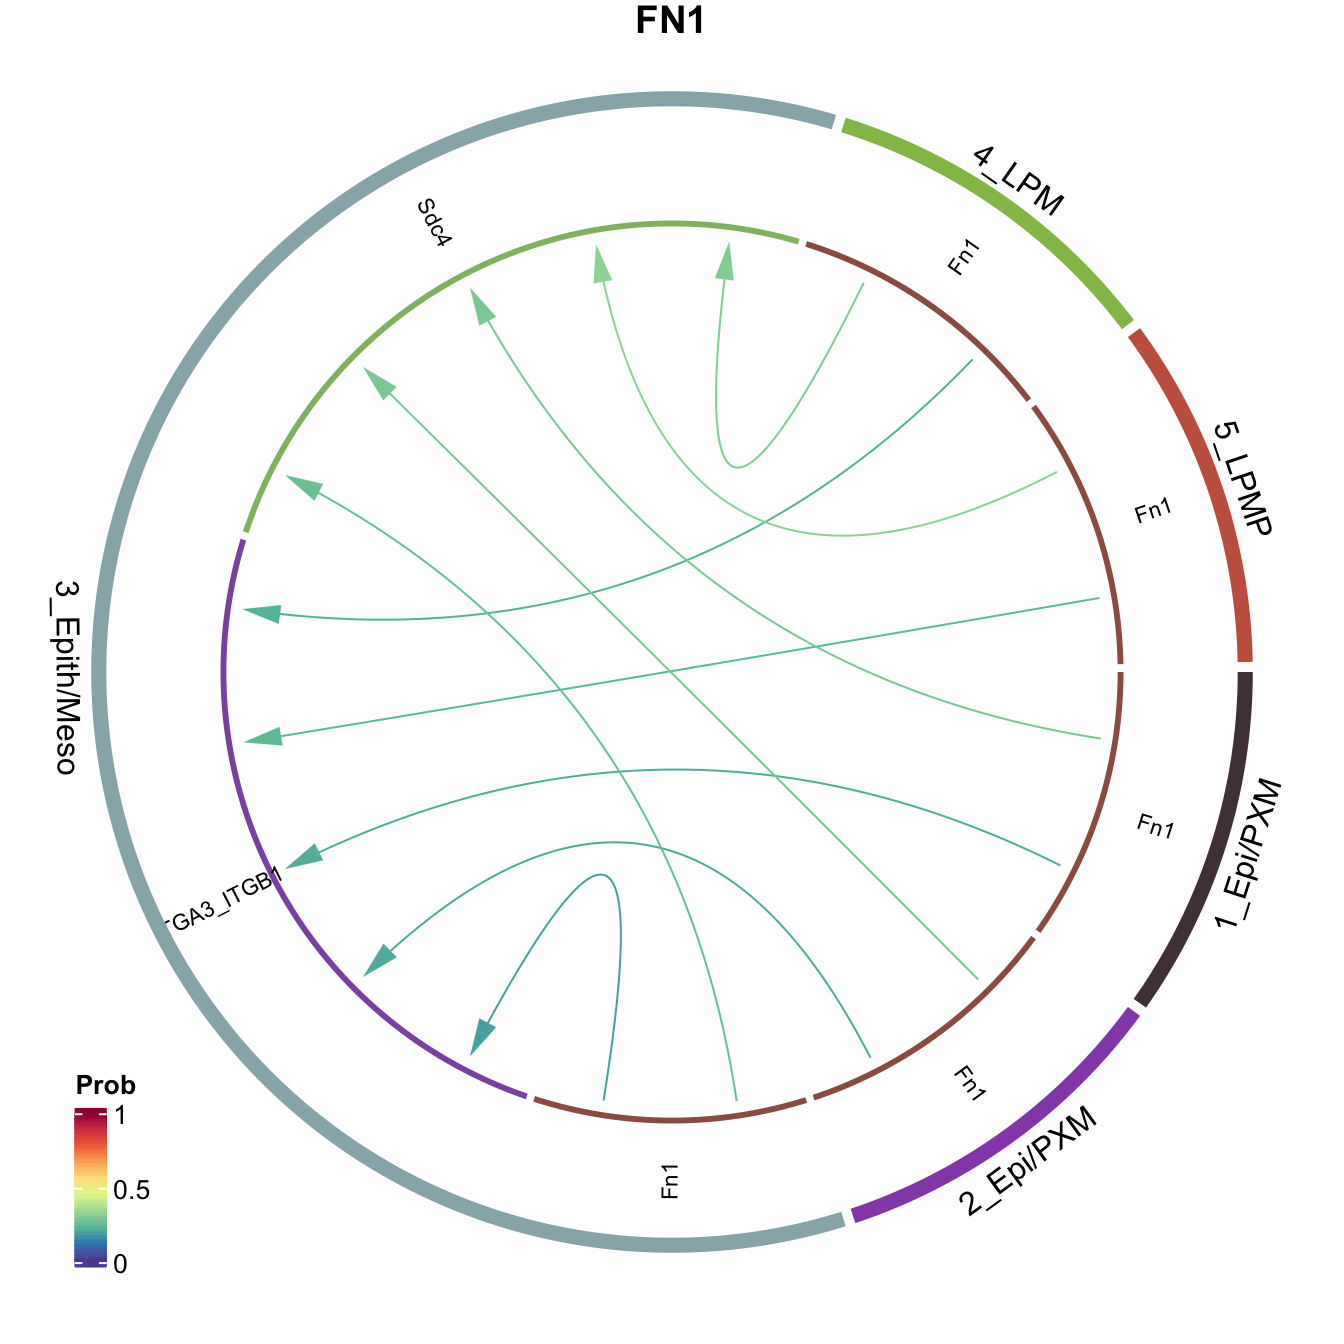 FN1
4_LPM
Sdc4
Fn1
5_LPMP
Fn1
3_Epith/Meso
1_Epi/PXM
Fn1
TGA3_ITGB1
Fn1
2_Epi/PXM
Fn1
Prob
1
0.5
0